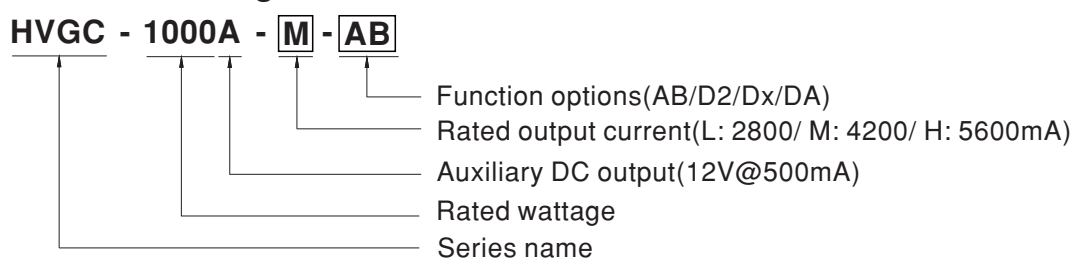 HVGC - 1000A - M - AB
Function options(AB/D2/Dx/DA)
Rated output current(L: 2800/ M: 4200/ H: 5600mA)
Auxiliary DC output(12V@500mA)
Rated wattage
Series name